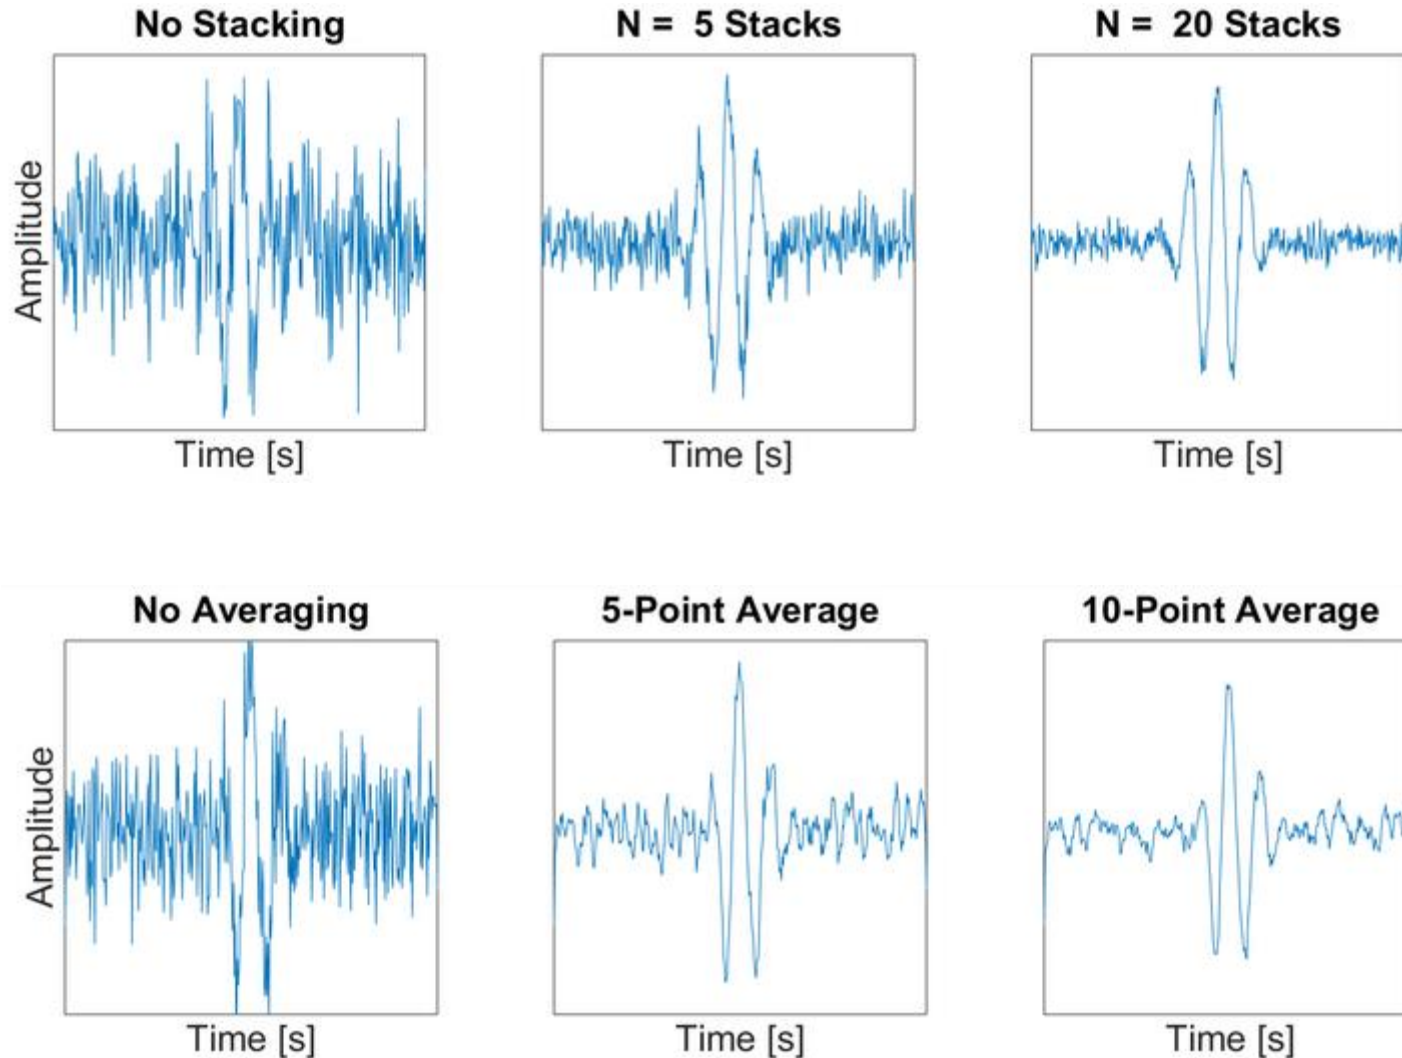 No Stacking
N = 5 Stacks
N = 20 Stacks
Amplitude
Time [s]
Time [s]
Time [s]
No Averaging
5-Point Average
10-Point Average
Amplitude
Time [s]
Time [s]
Time [s]